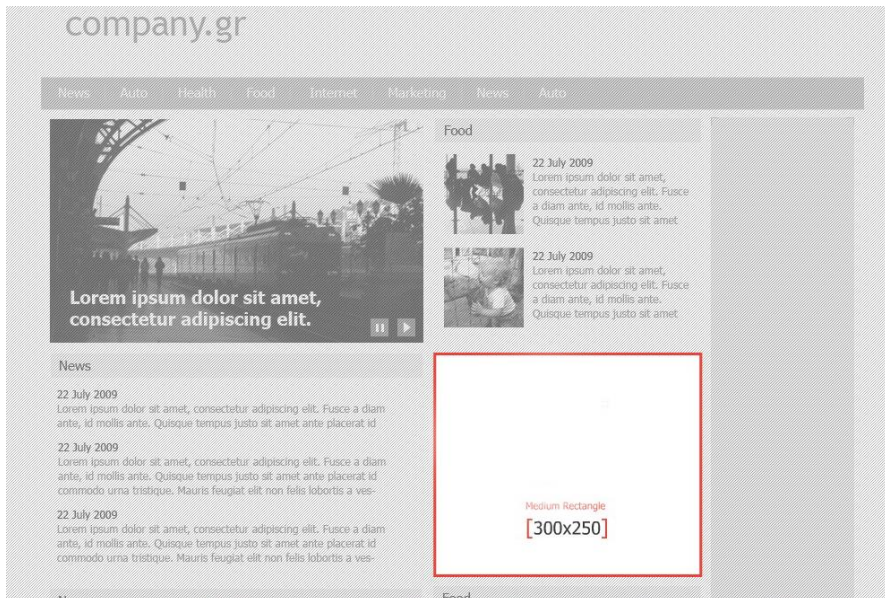 company.gr
News Auto Health Food Internet Marketing News Auto
Lorem ipsum dolor sit amet,
consectetur adipiscing elit.
Food
22 July 2009
Lorem ipsum dolor sit amet,
consectetur adipiscing elit. Fusce
a diam ante, id mollis ante.
Quisque tempus justo sit amet
22 July 2009
Lorem ipsum dolor sit amet,
consectetur adipiscing elit. Fusce
a diam ante, id mollis ante.
Quisque tempus justo sit amet
News
22 July 2009
Lorem ipsum dolor sit amet, consectetur adipiscing elit. Fusce a diam
ante, id mollis ante. Quisque tempus justo sit amet ante placerat id
22 July 2009
Lorem ipsum dolor sit amet, consectetur adipiscing elit. Fusce a diam
ante, id mollis ante. Quisque tempus justo sit amet ante placerat id
commodo urna tristique. Mauris feugiat elit non felis lobortis a ves-
22 July 2009
Lorem ipsum dolor sit amet, consectetur adipiscing elit. Fusce a diam
ante, id mollis ante. Quisque tempus justo sit amet ante placerat id
commodo urna tristique. Mauris feugiat elit non felis lobortis a ves-
Medium Rectangle
[300x250]
Food